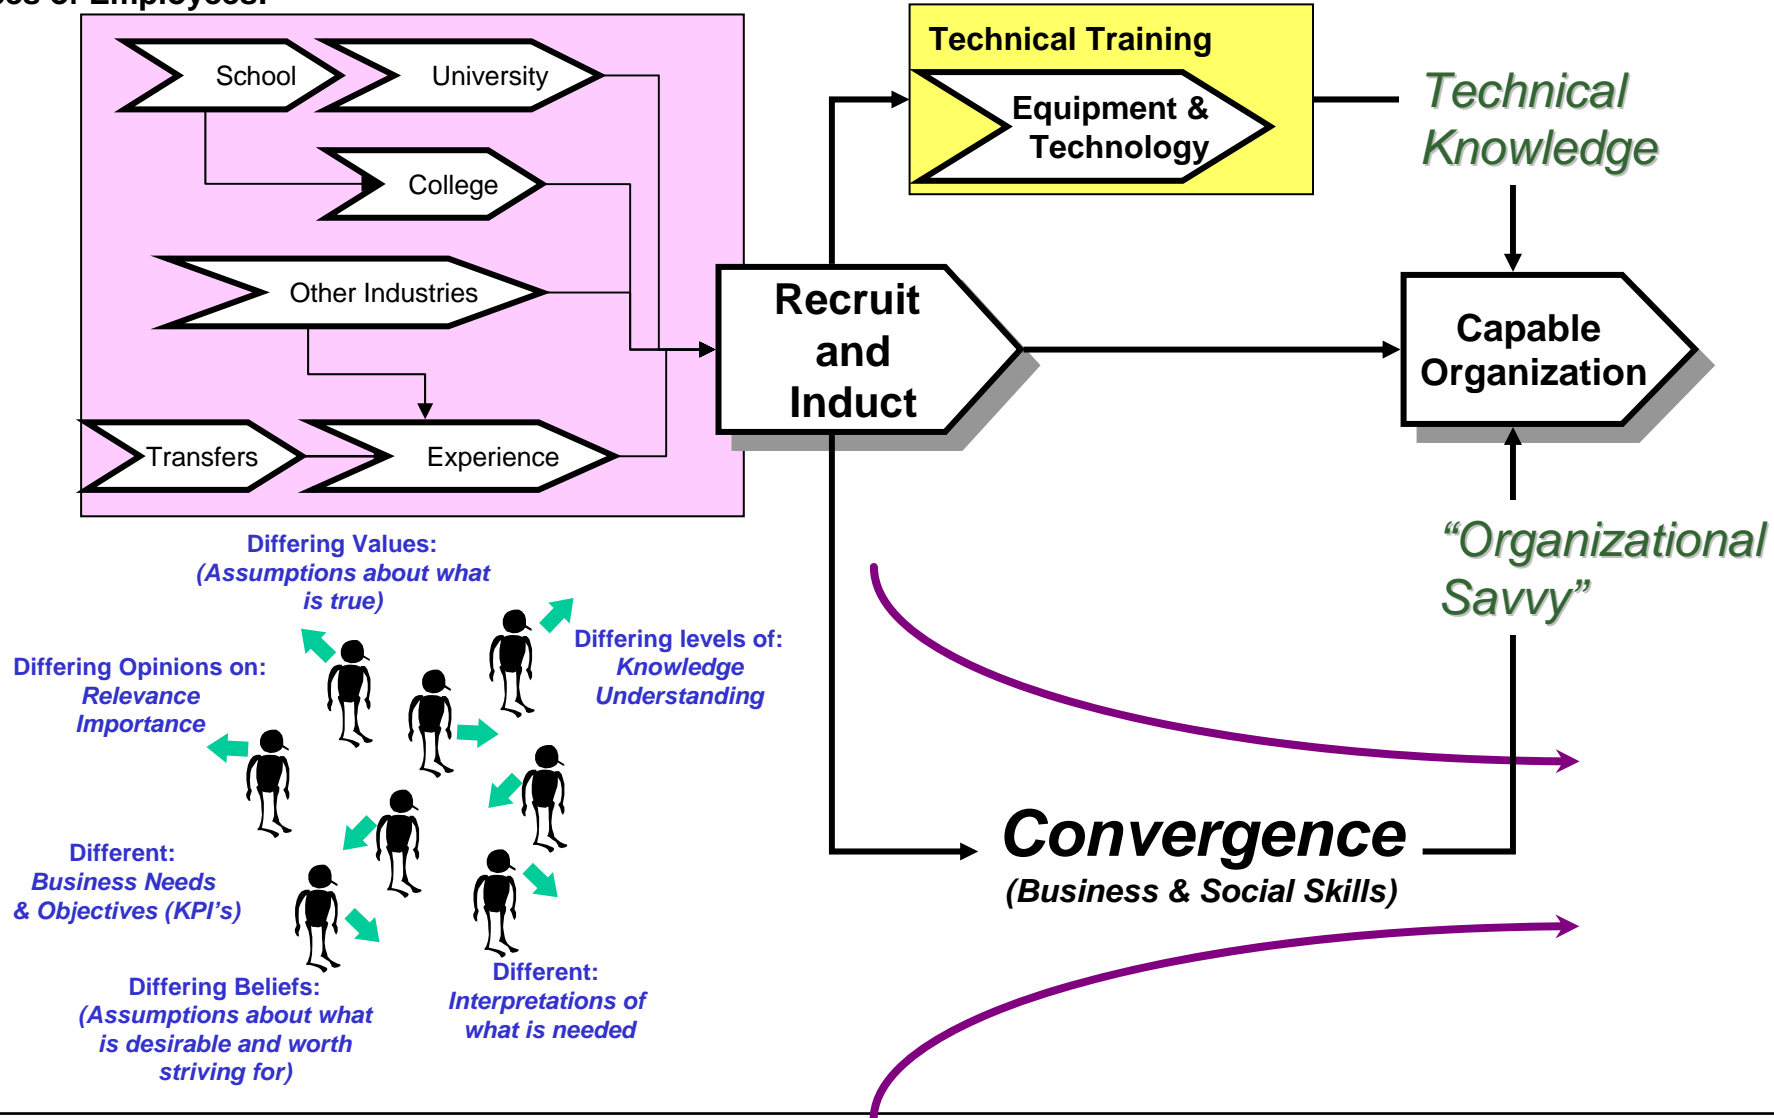 of Employees:
School
University
College
Other Industries
Transfers
Experience
Technical Training
Equipment &
Technology
Technical
Knowledge
Recruit
and
Induct
Capable
Organization
“Organizational
Savvy”
Convergence
(Business & Social Skills)
Differing Values:
(Assumptions about what
is true)
Differing levels of:
Knowledge
Understanding
Differing Opinions on:
Relevance
Importance
Different:
Business Needs
& Objectives (KPI's)
Differing Beliefs:
(Assumptions about what
is desirable and worth
striving for)
Different:
Interpretations of
what is needed